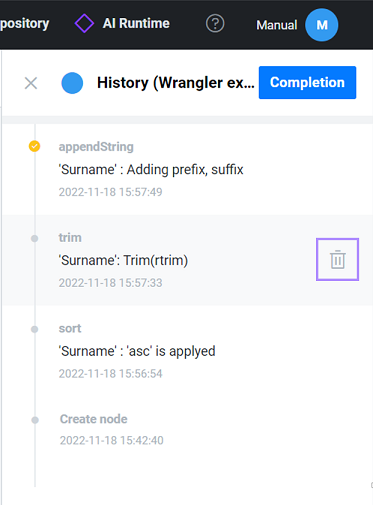 pository AI Runtime ? Manual M
History (Wrangler ex... Completion
appendString
'Surname' : Adding prefix, suffix
2022-11-18 15:57:49
trim
'Surname': Trim(rtrim)
2022-11-18 15:57:33
sort
'Surname' : 'asc' is applyed
2022-11-18 15:56:54
Create node
2022-11-18 15:42:40